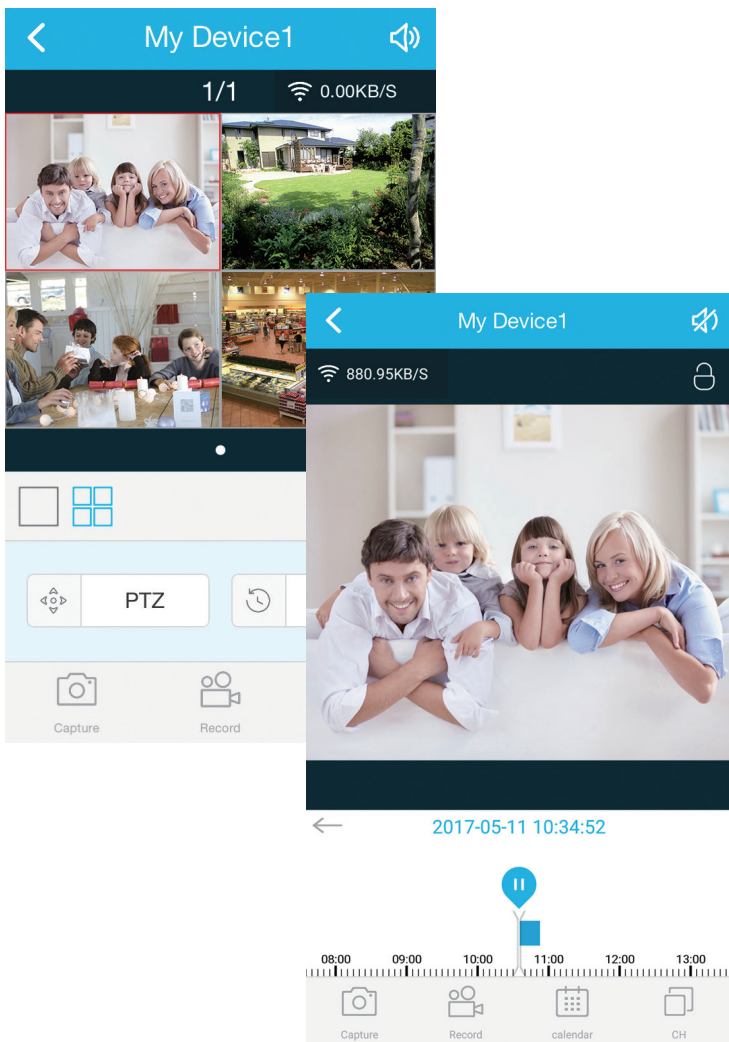 My Device1
1/1
0.00KB/S
PTZ
Capture
Record
My Device1
880.95KB/S
2017-05-11 10:34:52
08:00 09:00 10:00 11:00 12:00 13:00
Capture Record calendar CH